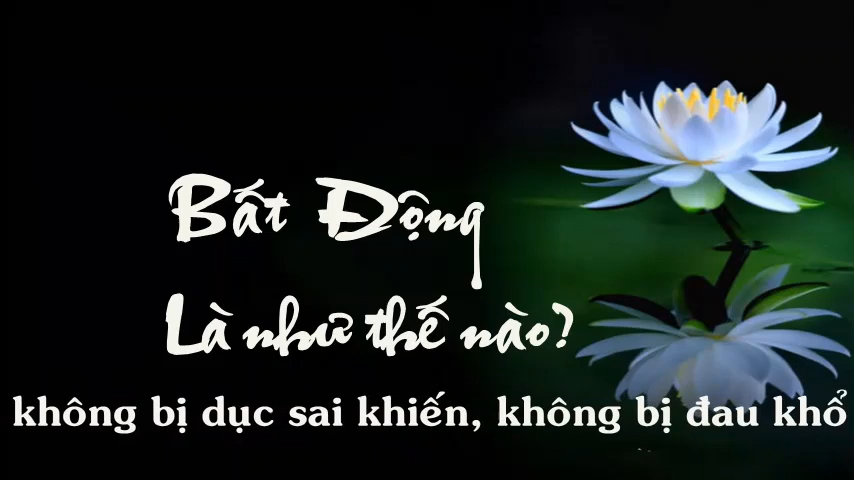 Bất Động
Là như thế nào?
không bị dục sai khiến, không bị đau khổ